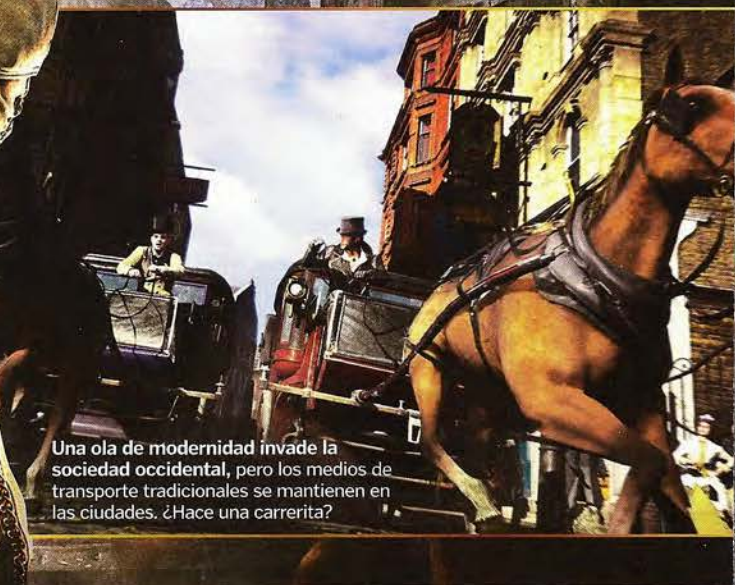 Una ola de modernidad invade la
sociedad occidental, pero los medios de
transporte tradicionales se mantienen en
las ciudades. ¿Hace una carrerita?